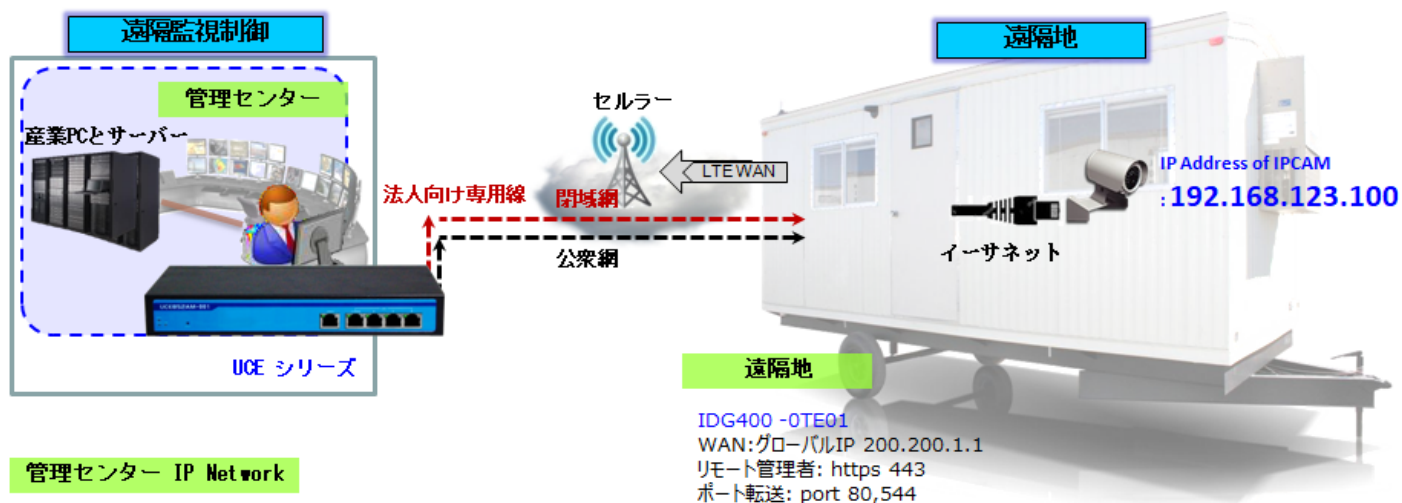 遠隔監視制御
遠隔地
管理センター
産業PCとサーバー
セルラー
LTE WAN
IP Address of IPCAM
: 192.168.123.100
法人向け専用線
閉域網
公衆網
イーサネット
UCE シリーズ
遠隔地
IDG400 -0TE01
WAN:グローバルIP 200.200.1.1
リモート管理者: https 443
ポート転送: port 80,544
管理センター IP Network